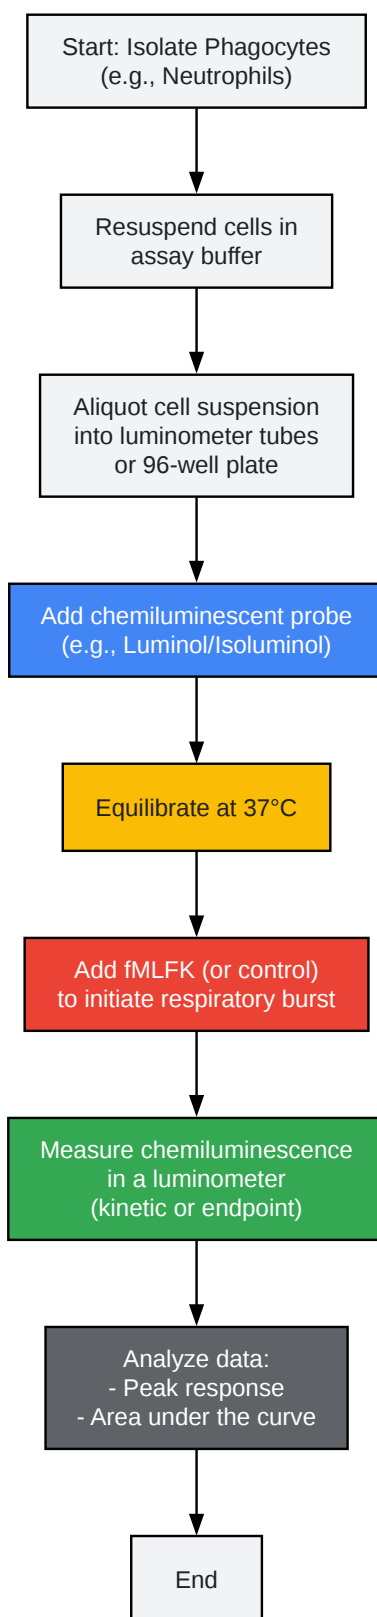 Start: Isolate Phagocytes
(e.g., Neutrophils)
Resuspend cells in
assay buffer
Aliquot cell suspension
into luminometer tubes
or 96-well plate
Add chemiluminescent probe
(e.g., Luminol/Isoluminol)
Equilibrate at 37°C
Add fMLFK (or control)
to initiate respiratory burst
Measure chemiluminescence
in a luminometer
(kinetic or endpoint)
Analyze data:
- Peak response
- Area under the curve
End